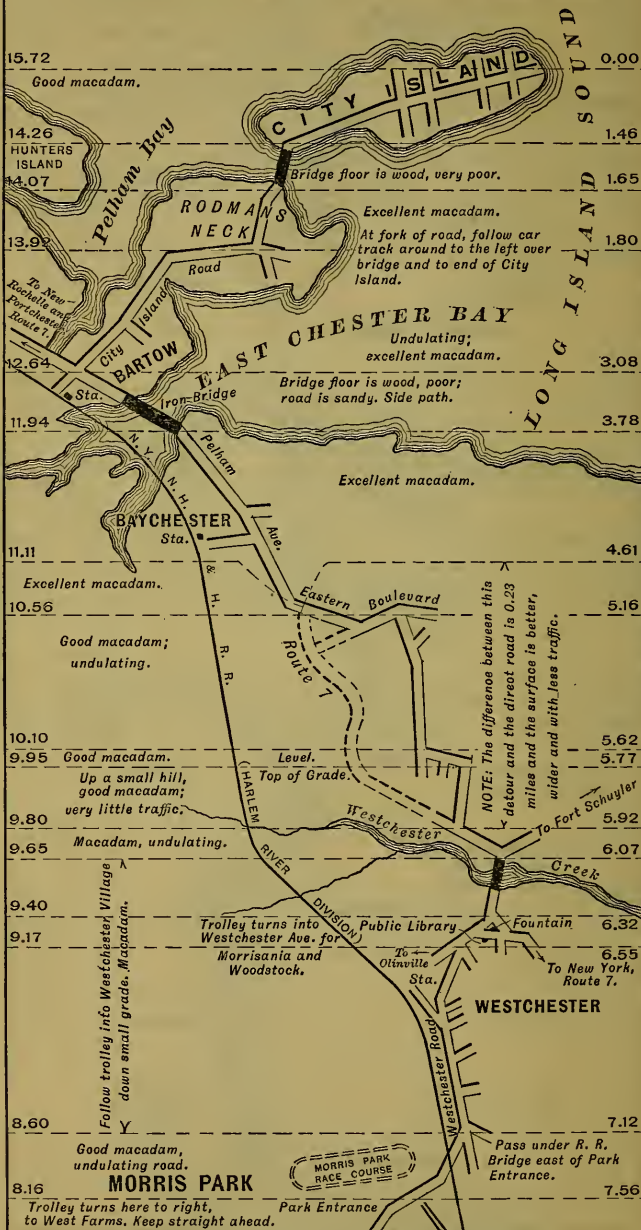 15.72
0.00
Good macadam.
CITY ISLAND
LONG ISLAND SOUND
14.26
1.46
HUNTERS
ISLAND
Pelham Bay
Bridge floor is wood, very poor.
14.07
1.65
RODMANS
NECK
Excellent macadam.
At fork of road, follow car
track around to the left over
bridge and to end of City
Island.
13.92
1.80
City Island Road
To New
Rochelle and
Portchester
Route 7.
EAST CHESTER BAY
Undulating;
excellent macadam.
BARTOW
12.64
3.08
Sta.
Iron-Bridge
Bridge floor is wood, poor;
road is sandy. Side path.
11.94
3.78
N. Y. N. H. & H. R. R. (HARLEM RIVER DIVISION)
Pelham Ave.
Excellent macadam.
BAYCHESTER
Sta.
11.11
4.61
Excellent macadam.
Eastern Boulevard
10.56
5.16
Good macadam;
undulating.
Route 7
NOTE: The difference between this
detour and the direot road is 0.23
miles and the surface is better,
wider and with less traffic.
10.10
5.62
Good macadam.
Level.
9.95
5.77
Top of Grade.
Up a small hill,
good macadam;
very little traffic.
9.80
5.92
To Fort Schuyler
Macadam, undulating.
Westchester Creek
9.65
6.07
Follow trolley into Westchester Village
down small grade. Macadam.
9.40
6.32
Trolley turns into
Westchester Ave. for
Morrisania and
Woodstock.
Public Library
Fountain
9.17
6.55
To
Olinville
Sta.
To New York,
Route 7.
WESTCHESTER
Westchester Road
8.60
7.12
Good macadam,
undulating road.
MORRIS PARK
MORRIS PARK
RACE COURSE
Pass under R. R.
Bridge east of Park
Entrance.
8.16
7.56
Trolley turns here to right,
to West Farms. Keep straight ahead.
Park Entrance